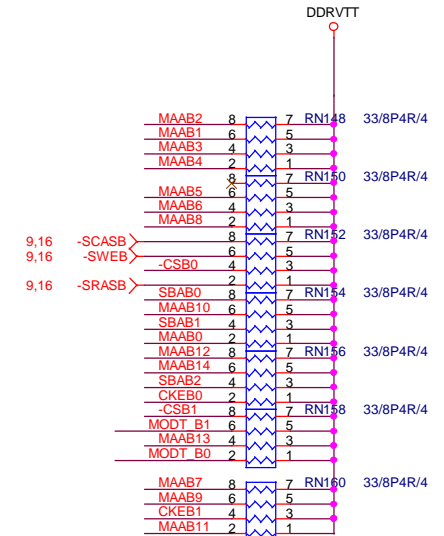 DDRVTT
MAAB2 8 7 RN148 33/8P4R/4
MAAB1 6 5
MAAB3 4 3
MAAB4 2 1
8 7 RN150 33/8P4R/4
MAAB5 6 5
MAAB6 4 3
MAAB8 2 1
9,16 -SCASB 8 7 RN152 33/8P4R/4
9,16 -SWEB 6 5
-CSB0 4 3
9,16 -SRASB 2 1
SBAB0 8 7 RN154 33/8P4R/4
MAAB10 6 5
SBAB1 4 3
MAAB0 2 1
MAAB12 8 7 RN156 33/8P4R/4
MAAB14 6 5
SBAB2 4 3
CKEB0 2 1
-CSB1 8 7 RN158 33/8P4R/4
MODT_B1 6 5
MAAB13 4 3
MODT_B0 2 1
MAAB7 8 7 RN160 33/8P4R/4
MAAB9 6 5
CKEB1 4 3
MAAB11 2 1